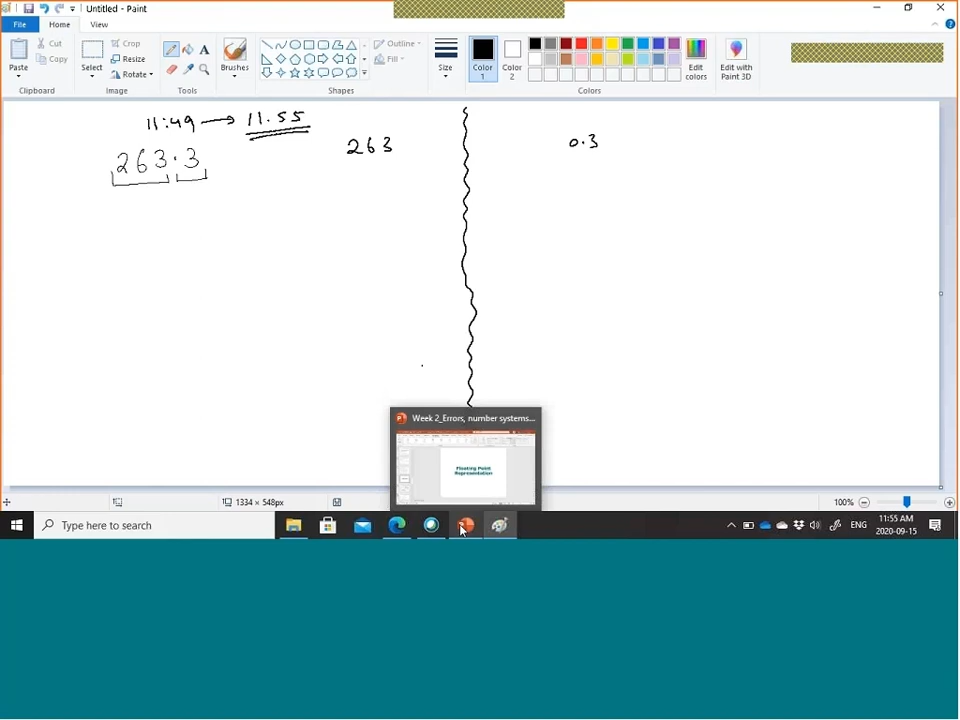 Untitled - Paint
File Home View
Paste
Cut
Copy
Clipboard
Select
Crop
Resize
Rotate
Image
A
Tools
Brushes
Outline
Fill
Shapes
Size
Color 1
Color 2
Edit colors
Colors
Edit with Paint 3D
11:49 → 11.55
263.3
263
0.3
Week 2_Errors, number systems...
Floating Point
Representation
1334 × 548px
100%
Type here to search
ENG
11:55 AM
2020-09-15